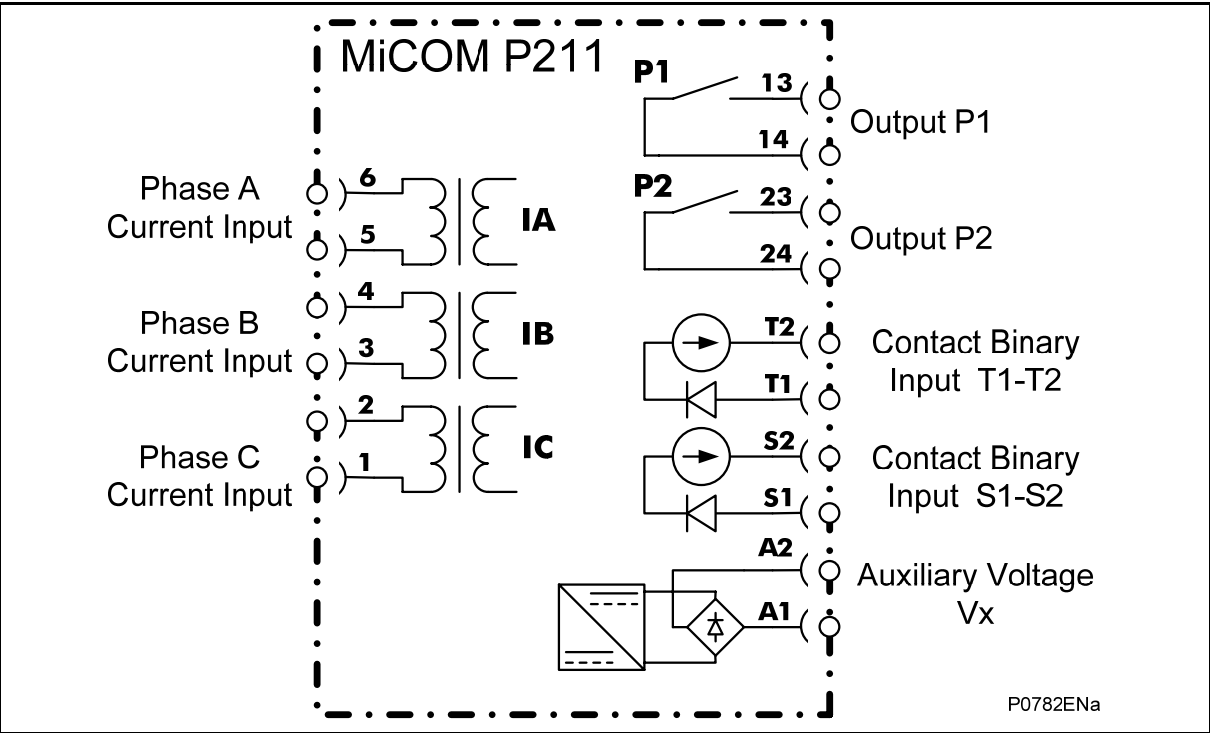 MiCOM P211
Phase A
Current Input
6
5
IA
Phase B
Current Input
4
3
IB
Phase C
Current Input
2
1
IC
P1
13
14
Output P1
P2
23
24
Output P2
T2
T1
Contact Binary
Input T1-T2
S2
S1
Contact Binary
Input S1-S2
A2
A1
Auxiliary Voltage
Vx
P0782ENa